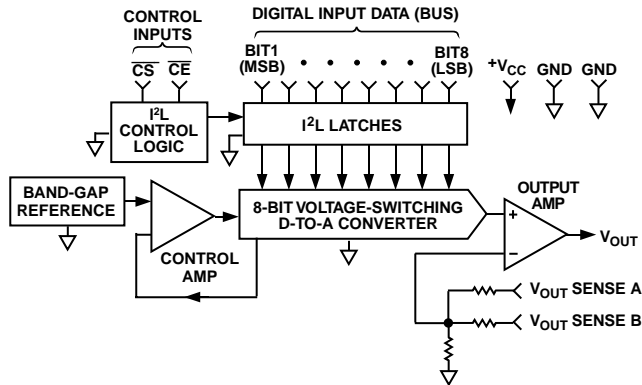 CONTROL
INPUTS
CS CE
DIGITAL INPUT DATA (BUS)
BIT1
(MSB)
BIT8
(LSB)
+VCC GND GND
I²L
CONTROL
LOGIC
I²L LATCHES
BAND-GAP
REFERENCE
CONTROL
AMP
8-BIT VOLTAGE-SWITCHING
D-TO-A CONVERTER
OUTPUT
AMP
+
–
VOUT
VOUT SENSE A
VOUT SENSE B